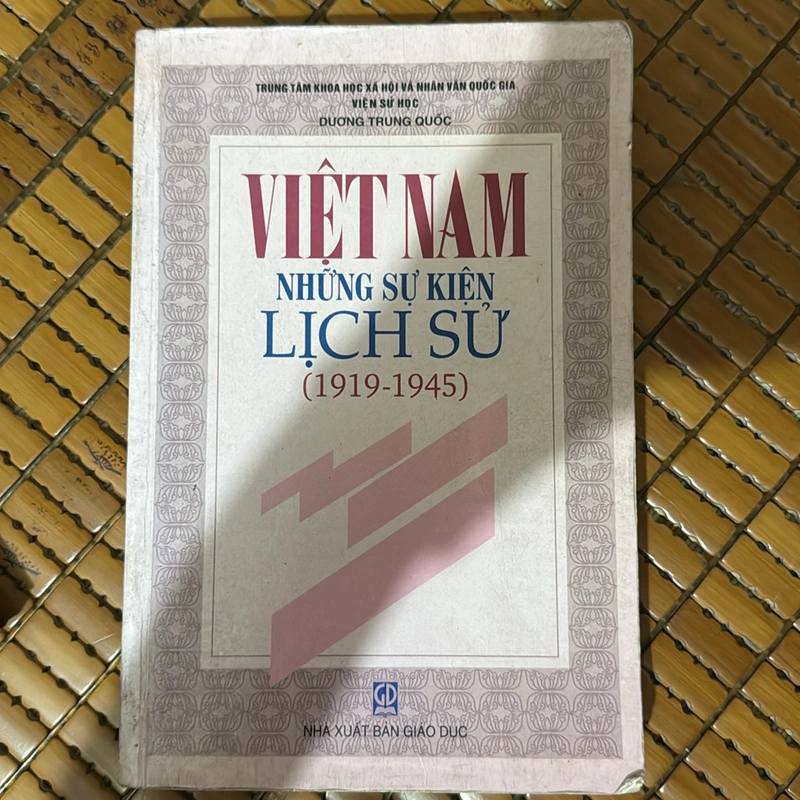 TRUNG TÂM KHOA HỌC XÃ HỘI VÀ NHÂN VĂN QUỐC GIA
VIỆN SỬ HỌC
DƯƠNG TRUNG QUỐC
VIỆT NAM
NHỮNG SỰ KIỆN
LỊCH SỬ
(1919-1945)
GD
NHÀ XUẤT BẢN GIÁO DỤC